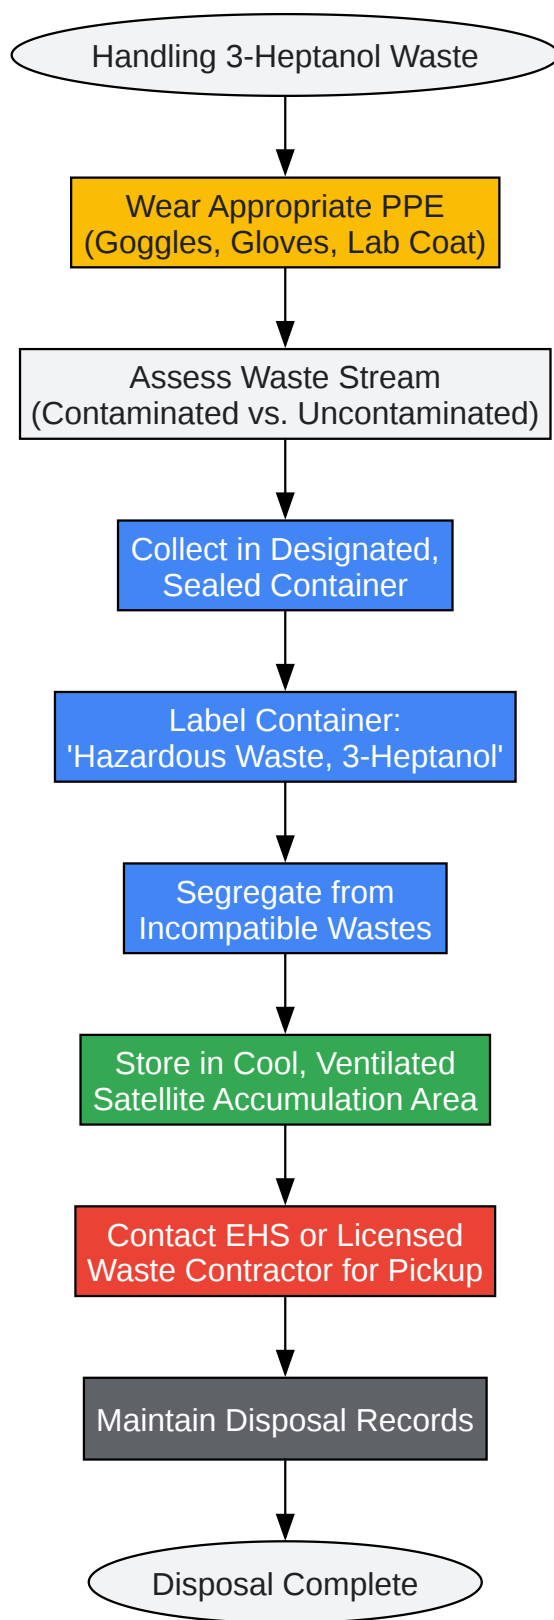 Handling 3-Heptanol Waste
Wear Appropriate PPE
(Goggles, Gloves, Lab Coat)
Assess Waste Stream
(Contaminated vs. Uncontaminated)
Collect in Designated,
Sealed Container
Label Container:
'Hazardous Waste, 3-Heptanol'
Segregate from
Incompatible Wastes
Store in Cool, Ventilated
Satellite Accumulation Area
Contact EHS or Licensed
Waste Contractor for Pickup
Maintain Disposal Records
Disposal Complete